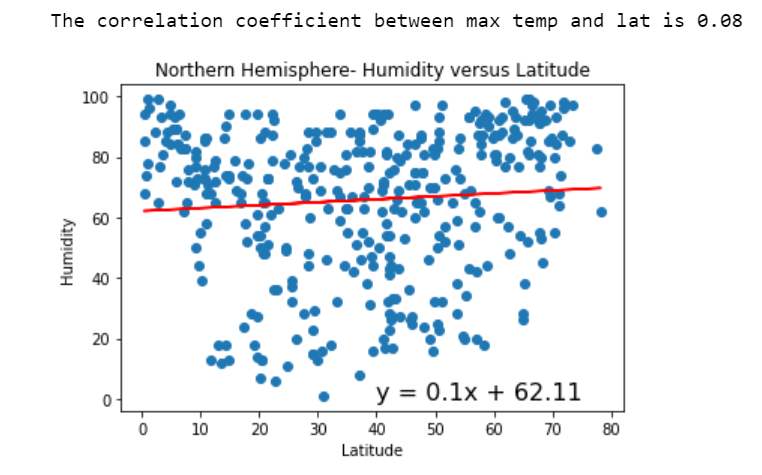 The correlation coefficient between max temp and lat is 0.08
Northern Hemisphere- Humidity versus Latitude
100
80
60
40
20
0
Humidity
y = 0.1x + 62.11
0 10 20 30 40 50 60 70 80
Latitude